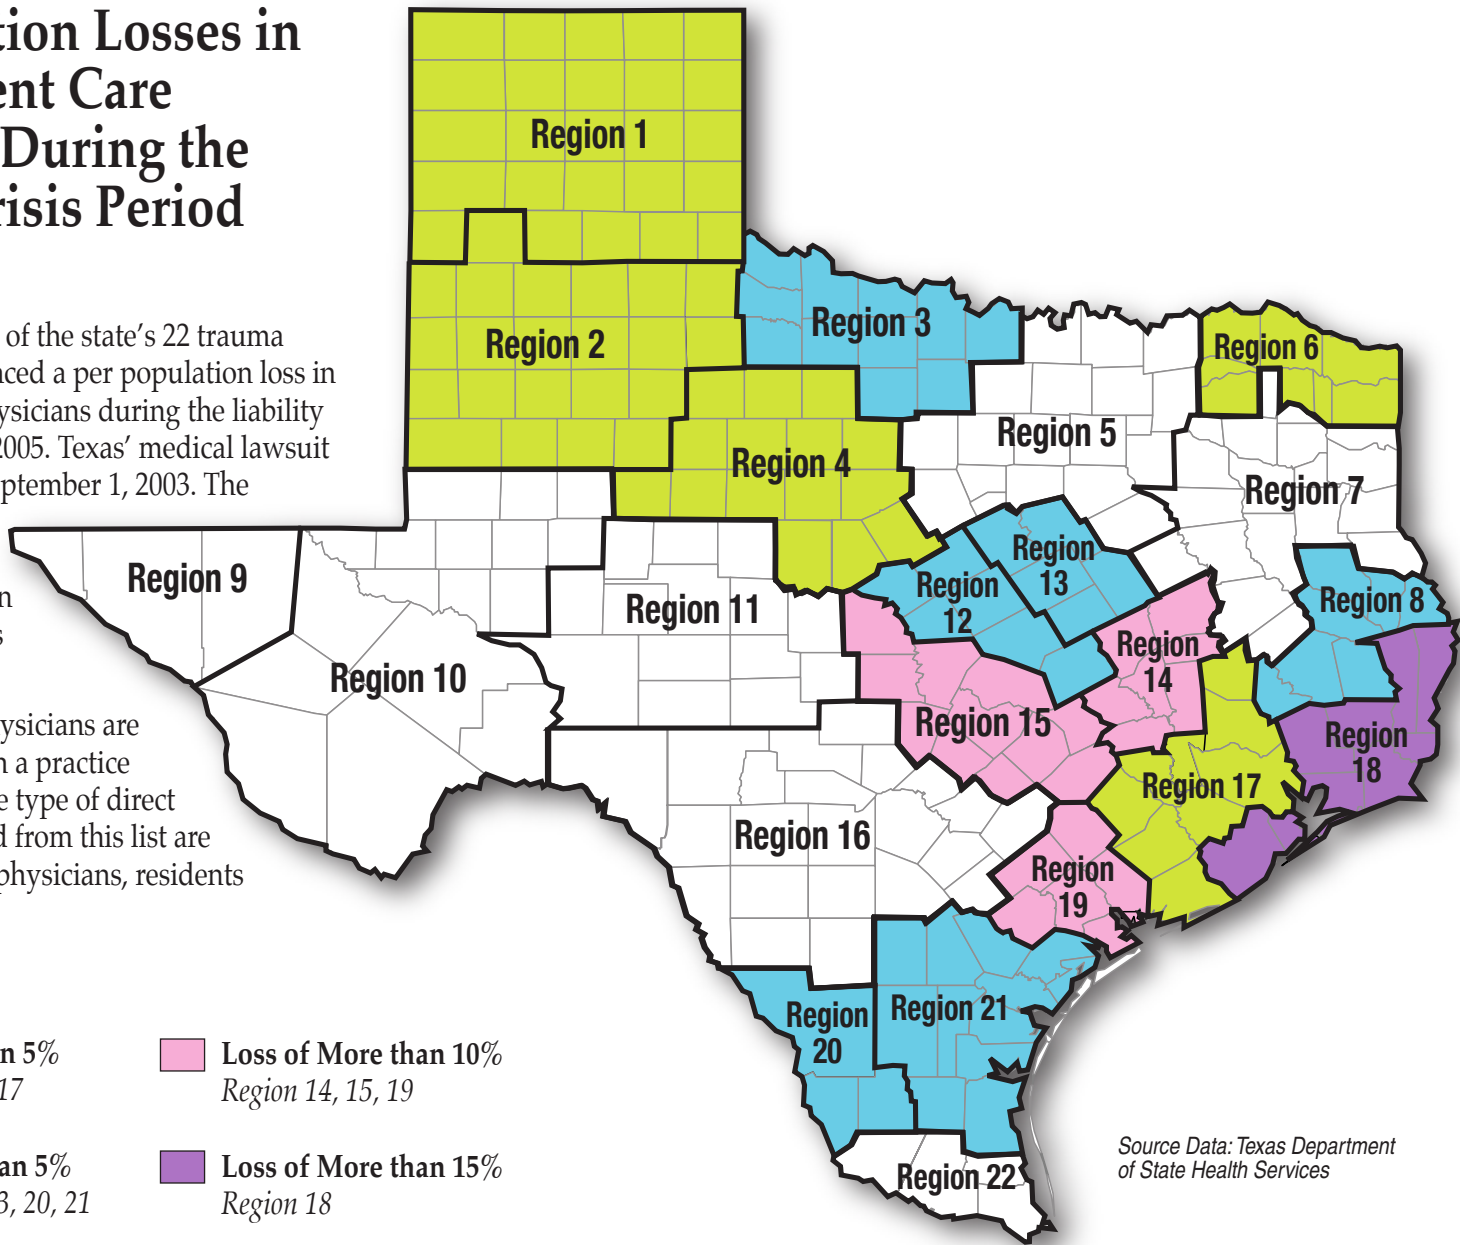 tion Losses in
ent Care
During the
risis Period
of the state's 22 trauma
nced a per population loss in
ysicians during the liability
2005. Texas' medical lawsuit
eptember 1, 2003. The
n
s
ysicians are
n a practice
e type of direct
d from this list are
physicians, residents
n 5%
17
an 5%
3, 20, 21
Loss of More than 10%
Region 14, 15, 19
Loss of More than 15%
Region 18
Region 1
Region 2
Region 3
Region 4
Region 5
Region 6
Region 7
Region 8
Region 9
Region 10
Region 11
Region
12
Region
13
Region
14
Region 15
Region 16
Region 17
Region
18
Region
19
Region
20
Region 21
Region 22
Source Data: Texas Department
of State Health Services